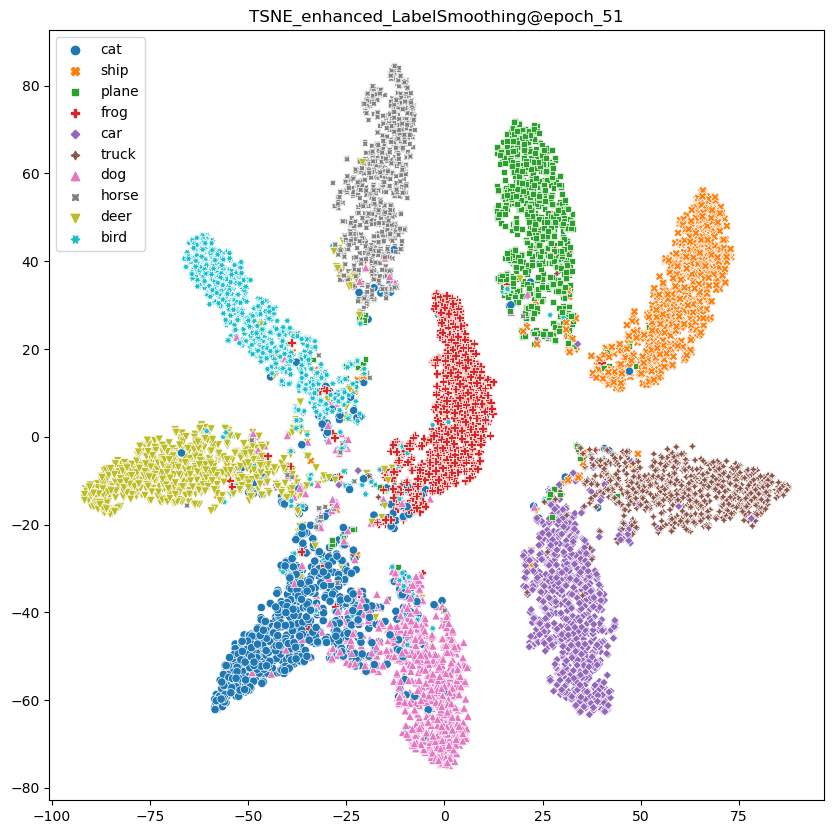 TSNE_enhanced_LabelSmoothing@epoch_51
cat
ship
plane
frog
car
truck
dog
horse
deer
bird
80
60
40
20
0
−20
−40
−60
−80
−100
−75
−50
−25
0
25
50
75